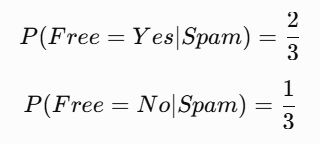 P(Free = Yes|Spam) = 2/3
P(Free = No|Spam) = 1/3